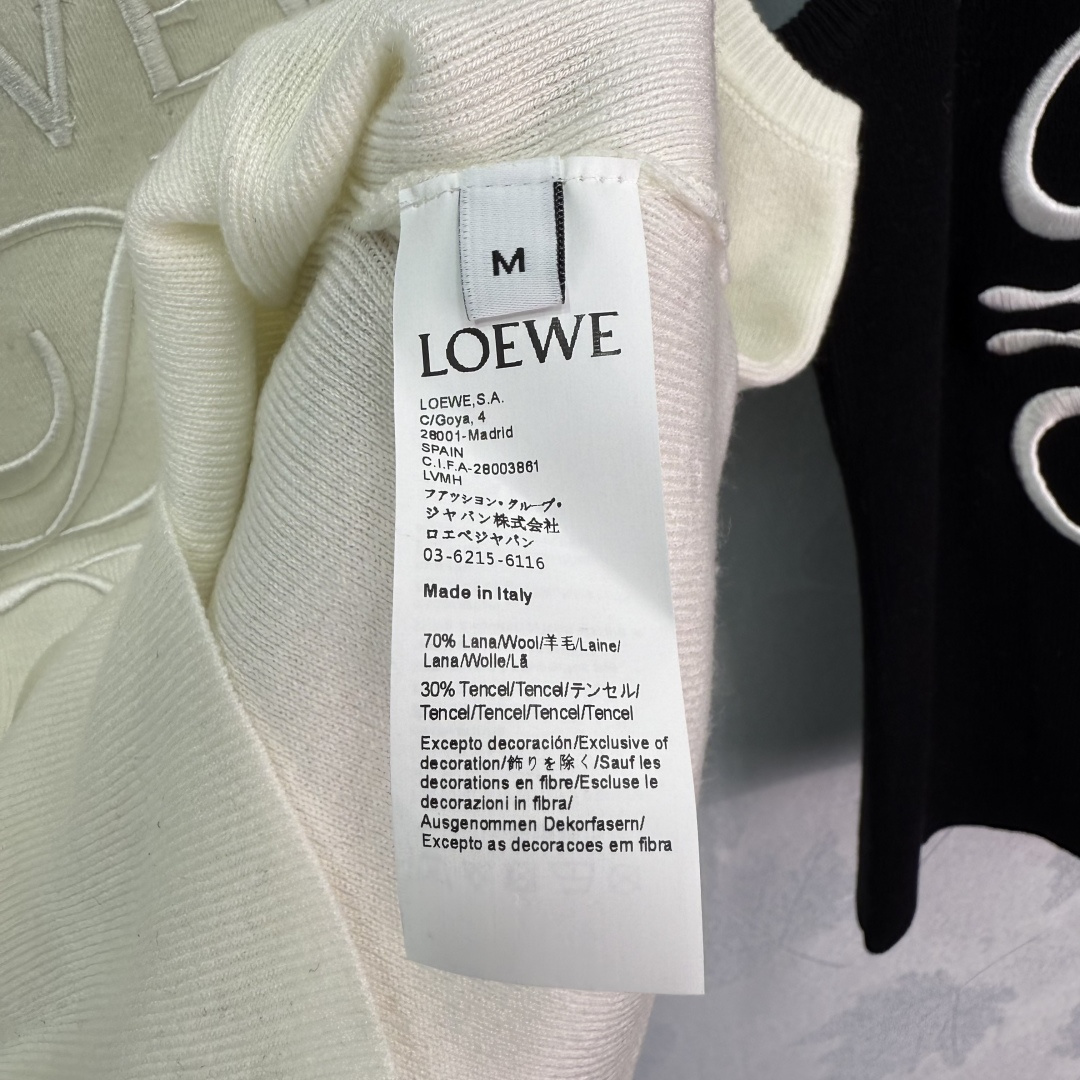 M
LOEWE
LOEWE,S.A.
C/Goya, 4
28001-Madrid
SPAIN
C.I.F.A-28003861
LVMH
ファッション・グループ・
ジャパン株式会社
ロエベジャパン
03-6215-6116
Made in Italy
70% Lana/Wool/羊毛/Laine/
Lana/Wolle/Lã
30% Tencel/Tencel/テンセル/
Tencel/Tencel/Tencel/Tencel
Excepto decoración/Exclusive of
decoration/飾りを除く/Sauf les
decorations en fibre/Escluse le
decorazioni in fibra/
Ausgenommen Dekorfasern/
Excepto as decoracoes em fibra